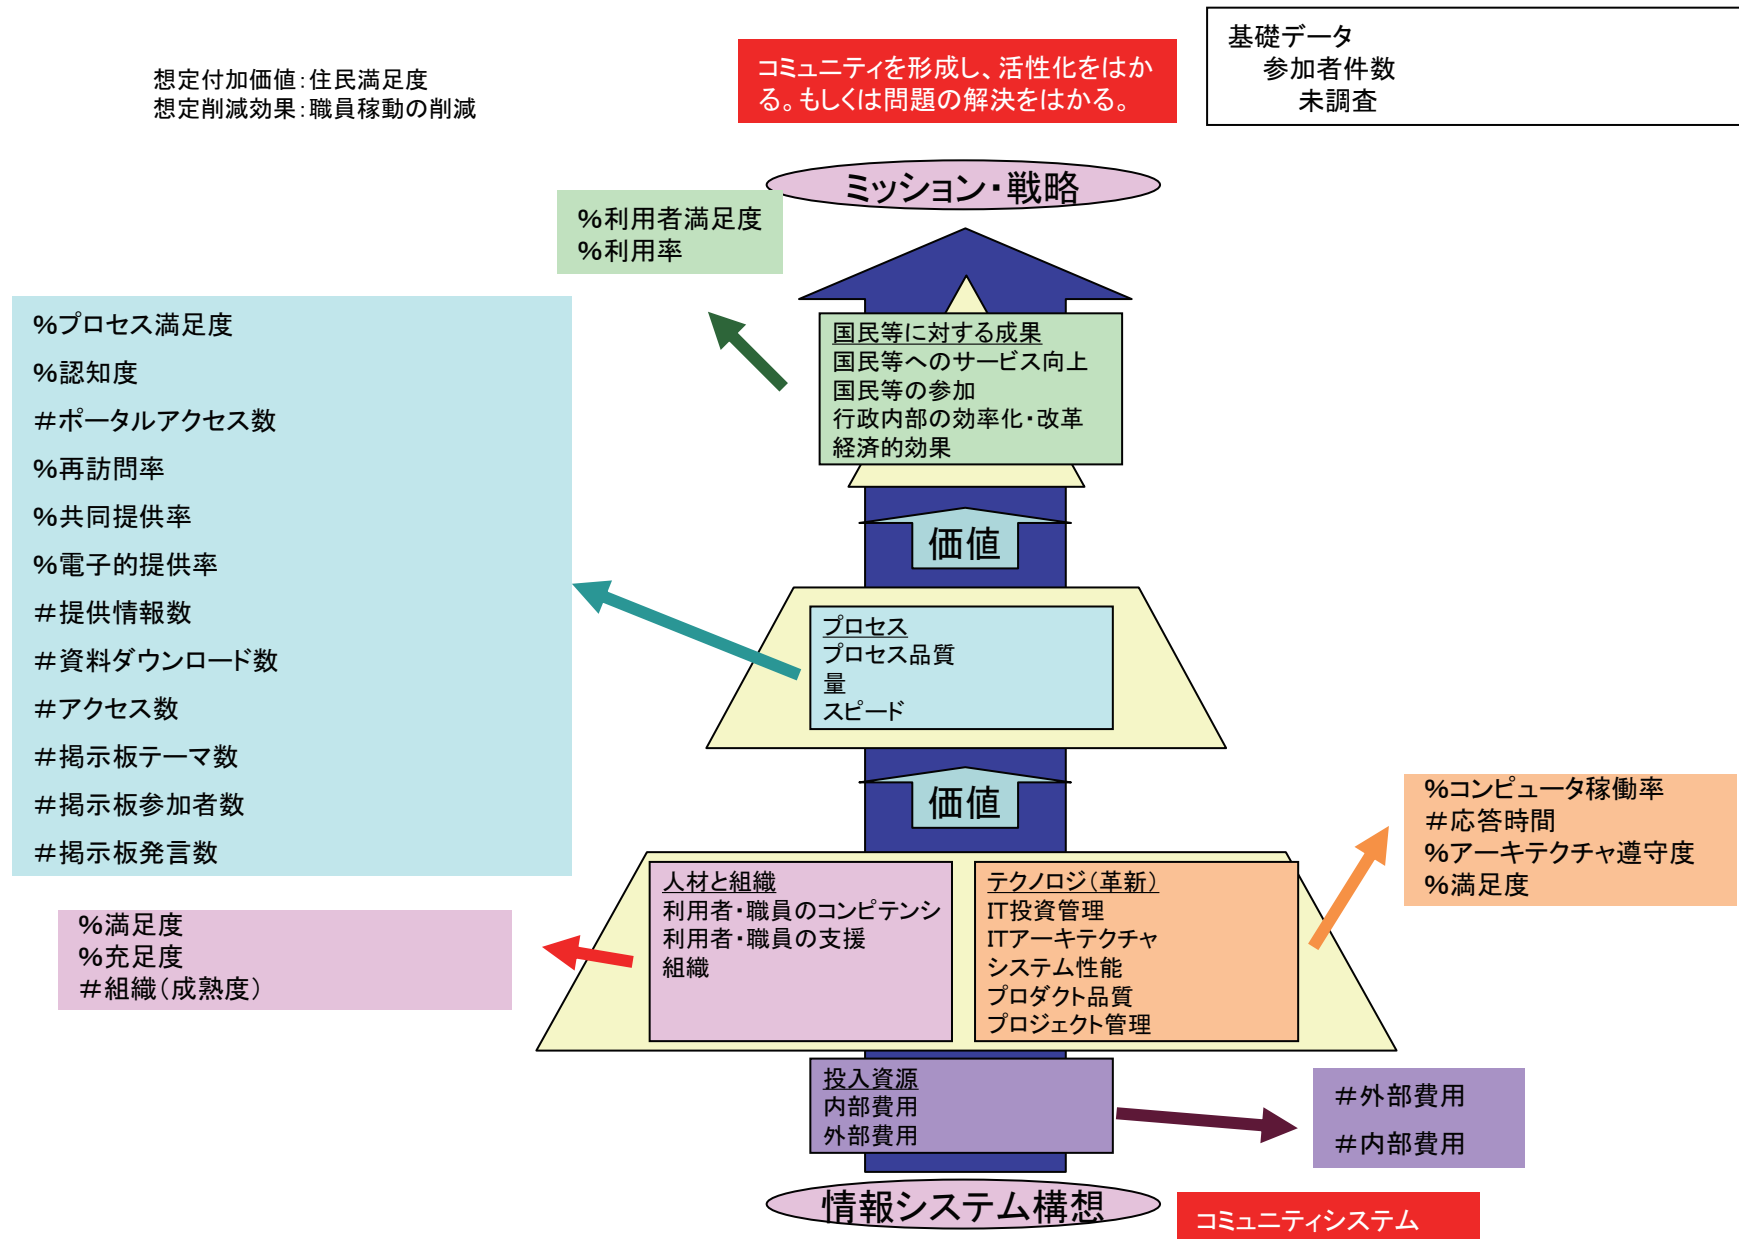 想定付加価値：住民満足度
想定削減効果：職員稼動の削減
コミュニティを形成し、活性化をはか
る。もしくは問題の解決をはかる。
基礎データ
参加者件数
未調査
ミッション・戦略
%利用者満足度
%利用率
国民等に対する成果
国民等へのサービス向上
国民等の参加
行政内部の効率化・改革
経済的効果
%プロセス満足度
%認知度
＃ポータルアクセス数
%再訪問率
%共同提供率
%電子的提供率
＃提供情報数
＃資料ダウンロード数
＃アクセス数
＃掲示板テーマ数
＃掲示板参加者数
＃掲示板発言数
価値
プロセス
プロセス品質
量
スピード
価値
%コンピュータ稼働率
＃応答時間
%アーキテクチャ遵守度
%満足度
人材と組織
利用者・職員のコンピテンシ
利用者・職員の支援
組織
テクノロジ（革新）
IT投資管理
ITアーキテクチャ
システム性能
プロダクト品質
プロジェクト管理
%満足度
%充足度
＃組織（成熟度）
投入資源
内部費用
外部費用
＃外部費用
＃内部費用
情報システム構想
コミュニティシステム